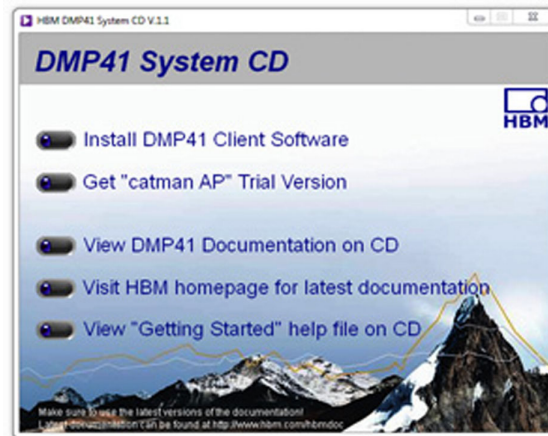 HBM DMP41 System CD V.1.1
DMP41 System CD
HBM
Install DMP41 Client Software
Get "catman AP" Trial Version
View DMP41 Documentation on CD
Visit HBM homepage for latest documentation
View "Getting Started" help file on CD
Make sure to use the latest versions of the documentation!
Latest documentation can be found at http://www.hbm.com/hbmdoc